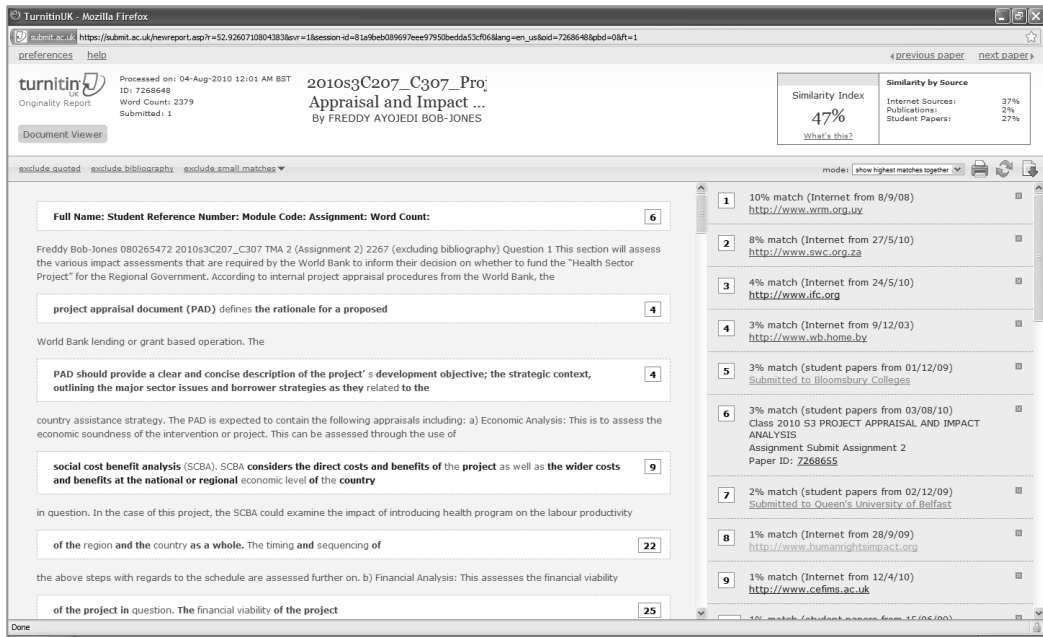 TurnitinUK - Mozilla Firefox
submit.ac.uk https://submit.ac.uk/newreport.asp?r=52.9260710804383&svr=1&session-id=81a9beb089697eee97950bedda53cf06&lang=en_us&oid=7268648&pbd=0&ft=1
preferences help previous paper next paper
turnitin UK
Originality Report
Document Viewer
Processed on: 04-Aug-2010 12:01 AM BST
ID: 7268648
Word Count: 2379
Submitted: 1
2010s3C207_C307_Proj
Appraisal and Impact ...
By FREDDY AYOJEDI BOB-JONES
Similarity Index
47%
What's this?
Similarity by Source
Internet Sources: 37%
Publications: 2%
Student Papers: 27%
exclude quoted exclude bibliography exclude small matches
mode: show highest matches together
Full Name: Student Reference Number: Module Code: Assignment: Word Count: 6
Freddy Bob-Jones 080265472 2010s3C207_C307 TMA 2 (Assignment 2) 2267 (excluding bibliography) Question 1 This section will assess
the various impact assessments that are required by the World Bank to inform their decision on whether to fund the "Health Sector
Project" for the Regional Government. According to internal project appraisal procedures from the World Bank, the
project appraisal document (PAD) defines the rationale for a proposed 4
World Bank lending or grant based operation. The
PAD should provide a clear and concise description of the project' s development objective; the strategic context, 4
outlining the major sector issues and borrower strategies as they related to the
country assistance strategy. The PAD is expected to contain the following appraisals including: a) Economic Analysis: This is to assess the
economic soundness of the intervention or project. This can be assessed through the use of
social cost benefit analysis (SCBA). SCBA considers the direct costs and benefits of the project as well as the wider costs 9
and benefits at the national or regional economic level of the country
in question. In the case of this project, the SCBA could examine the impact of introducing health program on the labour productivity
of the region and the country as a whole. The timing and sequencing of 22
the above steps with regards to the schedule are assessed further on. b) Financial Analysis: This assesses the financial viability
of the project in question. The financial viability of the project 25
1 10% match (Internet from 8/9/08)
http://www.wrm.org.uy
2 8% match (Internet from 27/5/10)
http://www.swc.org.za
3 4% match (Internet from 24/5/10)
http://www.ifc.org
4 3% match (Internet from 9/12/03)
http://www.wb.home.by
5 3% match (student papers from 01/12/09)
Submitted to Bloomsbury Colleges
6 3% match (student papers from 03/08/10)
Class 2010 S3 PROJECT APPRAISAL AND IMPACT
ANALYSIS
Assignment Submit Assignment 2
Paper ID: 7268655
7 2% match (student papers from 02/12/09)
Submitted to Queen's University of Belfast
8 1% match (Internet from 28/9/09)
http://www.humanrightsimpact.org
9 1% match (Internet from 12/4/10)
http://www.cefims.ac.uk
1% match (student papers from 15/06/09)
Done